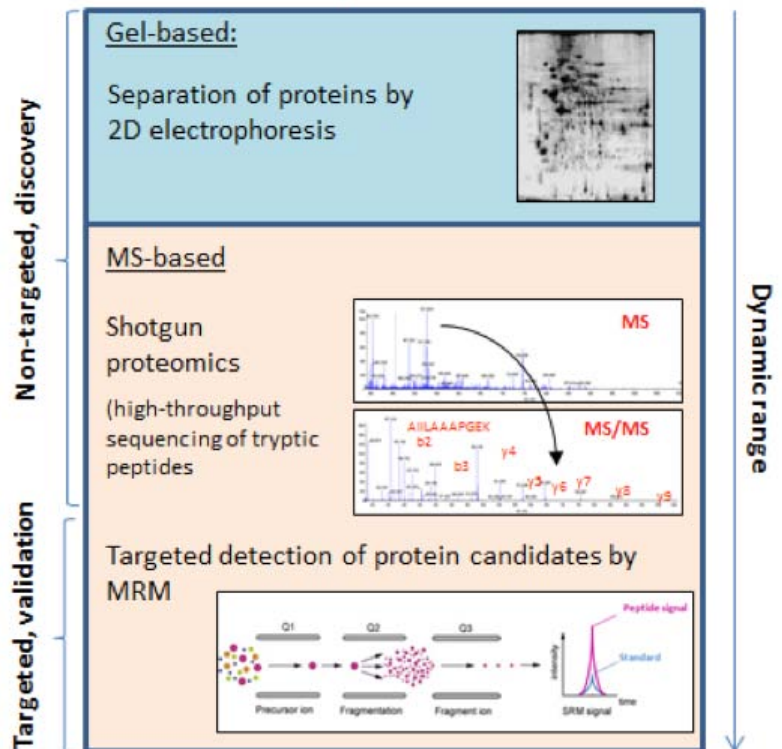 Non-targeted, discovery
Gel-based:
Separation of proteins by
2D electrophoresis
MS-based
Shotgun
proteomics
(high-throughput
sequencing of tryptic
peptides
MS
AIILAAAPGEK
MS/MS
b2
b3
y4
y5
y6
y7
y8
y9
Targeted, validation
Targeted detection of protein candidates by
MRM
Q1
Q2
Q3
Precursor ion
Fragmentation
Fragment ion
Peptide signal
Standard
intensity
time
SRM signal
Dynamic range